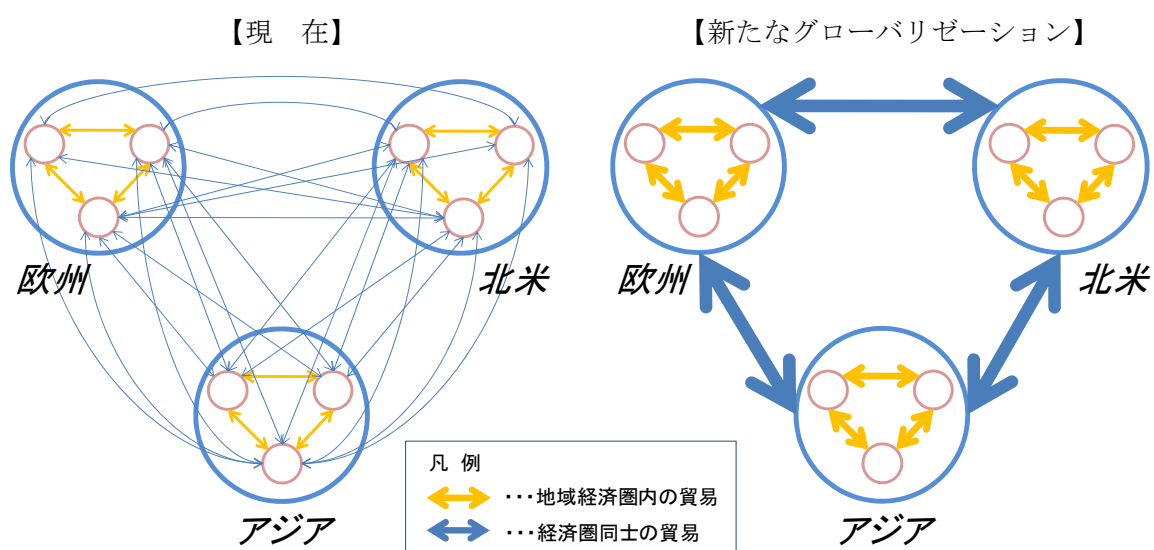 【現　在】
【新たなグローバリゼーション】
欧州
北米
アジア
欧州
北米
アジア
凡 例
・・・地域経済圏内の貿易
・・・経済圏同士の貿易